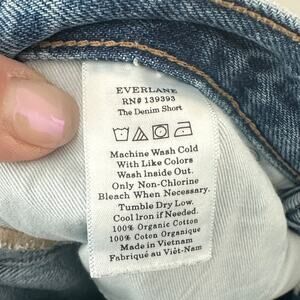 EVERLANE
RN# 139393
The Denim Short
Machine Wash Cold
With Like Colors
Wash Inside Out.
Only Non-Chlorine
Bleach When Necessary.
Tumble Dry Low.
Cool Iron if Needed.
100% Organic Cotton
100% Coton Organique
Made in Vietnam
Fabriqué au Viêt-Nam